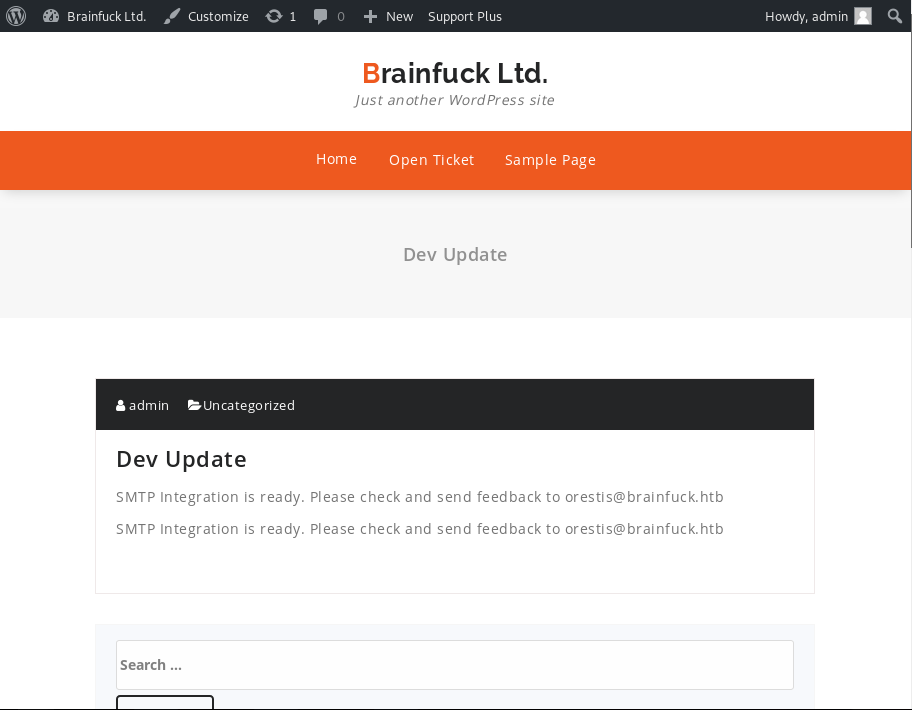 Brainfuck Ltd. Customize 1 0 New Support Plus Howdy, admin
Brainfuck Ltd.
Just another WordPress site
Home Open Ticket Sample Page
Dev Update
admin Uncategorized
Dev Update
SMTP Integration is ready. Please check and send feedback to orestis@brainfuck.htb
SMTP Integration is ready. Please check and send feedback to orestis@brainfuck.htb
Search ...